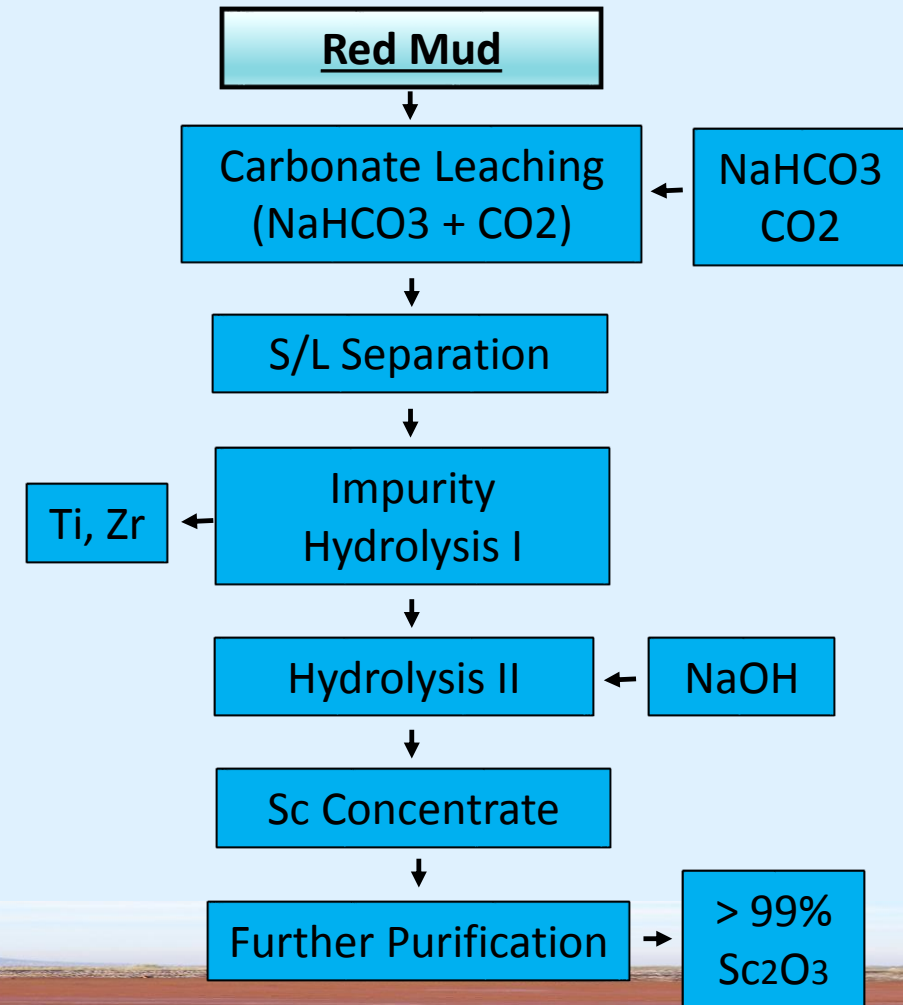 Red Mud
Carbonate Leaching
(NaHCO3 + CO2)
NaHCO3
CO2
S/L Separation
Impurity
Hydrolysis I
Ti, Zr
Hydrolysis II
NaOH
Sc Concentrate
Further Purification
> 99%
Sc2O3